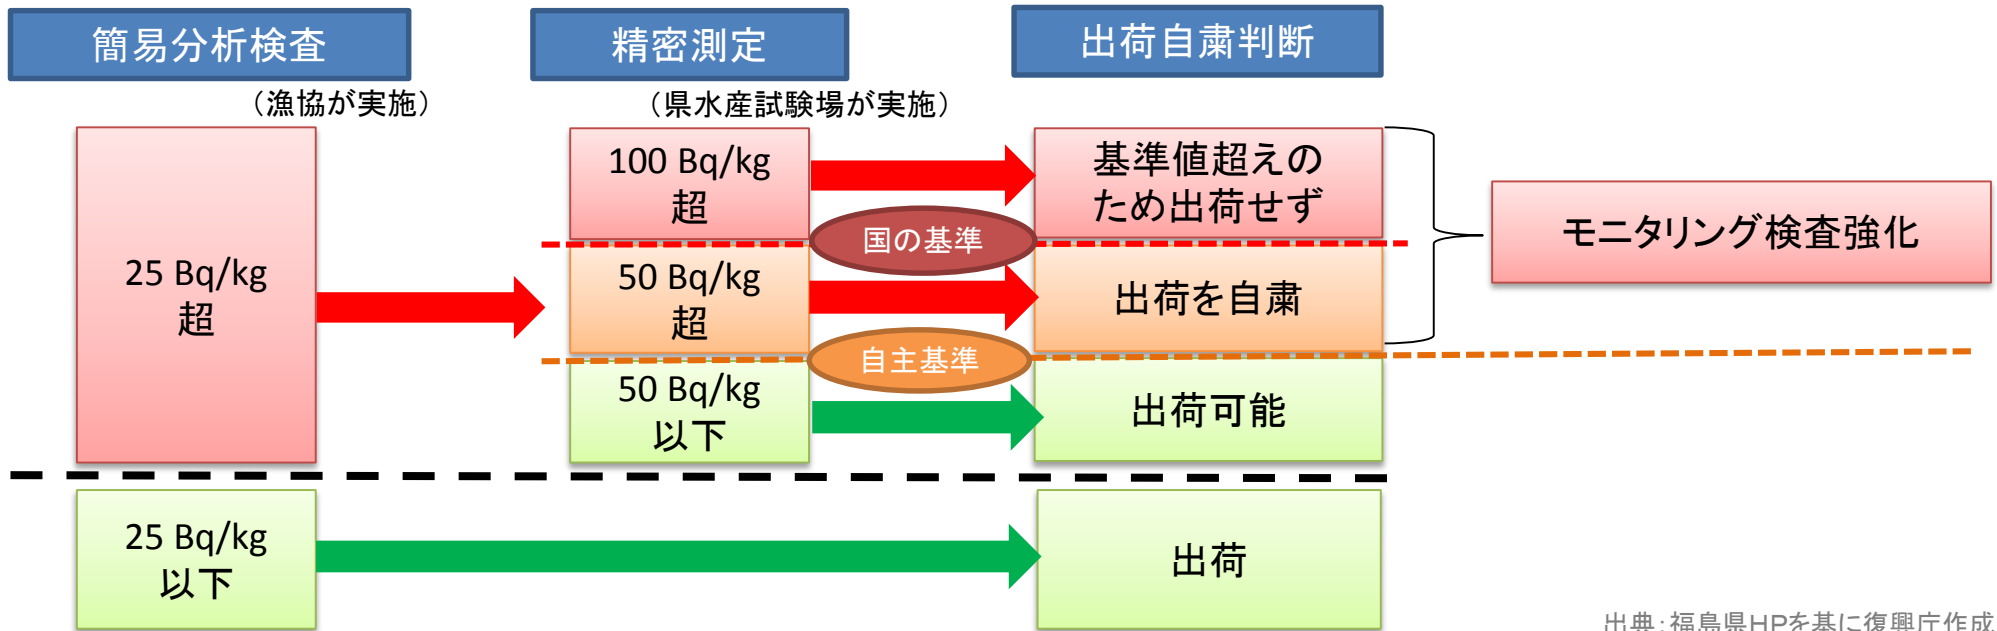 簡易分析検査
精密測定
出荷自粛判断
（漁協が実施）
（県水産試験場が実施）
25 Bq/kg
超
100 Bq/kg
超
基準値超えの
ため出荷せず
国の基準
モニタリング検査強化
50 Bq/kg
超
出荷を自粛
自主基準
50 Bq/kg
以下
出荷可能
25 Bq/kg
以下
出荷
出典：福島県HPを基に復興庁作成